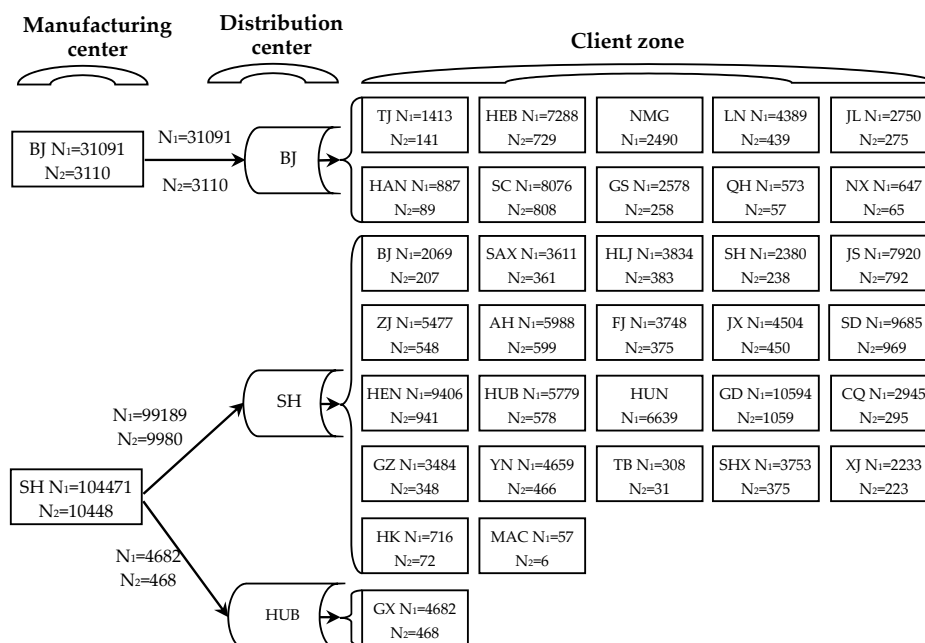 Manufacturing
center
Distribution
center
Client zone
BJ N₁=31091
N₂=3110
N₁=31091
N₂=3110
BJ
TJ N₁=1413
N₂=141
HEB N₁=7288
N₂=729
NMG
N₁=2490
LN N₁=4389
N₂=439
JL N₁=2750
N₂=275
HAN N₁=887
N₂=89
SC N₁=8076
N₂=808
GS N₁=2578
N₂=258
QH N₁=573
N₂=57
NX N₁=647
N₂=65
BJ N₁=2069
N₂=207
SAX N₁=3611
N₂=361
HLJ N₁=3834
N₂=383
SH N₁=2380
N₂=238
JS N₁=7920
N₂=792
ZJ N₁=5477
N₂=548
AH N₁=5988
N₂=599
FJ N₁=3748
N₂=375
JX N₁=4504
N₂=450
SD N₁=9685
N₂=969
SH
HEN N₁=9406
N₂=941
HUB N₁=5779
N₂=578
HUN
N₁=6639
GD N₁=10594
N₂=1059
CQ N₁=2945
N₂=295
N₁=99189
N₂=9980
GZ N₁=3484
N₂=348
YN N₁=4659
N₂=466
TB N₁=308
N₂=31
SHX N₁=3753
N₂=375
XJ N₁=2233
N₂=223
SH N₁=104471
N₂=10448
HK N₁=716
N₂=72
MAC N₁=57
N₂=6
N₁=4682
N₂=468
HUB
GX N₁=4682
N₂=468